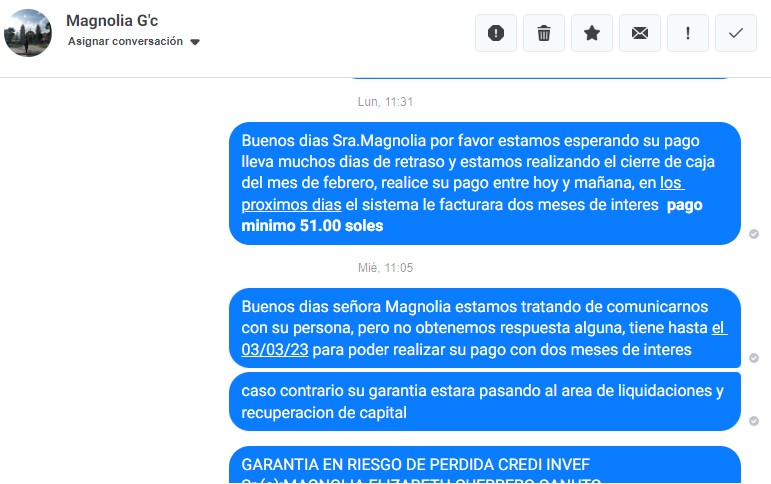 Magnolia G'c
Asignar conversación
Lun, 11:31
Buenos dias Sra.Magnolia por favor estamos esperando su pago
lleva muchos dias de retraso y estamos realizando el cierre de caja
del mes de febrero, realice su pago entre hoy y mañana, en los
proximos dias el sistema le facturara dos meses de interes pago
minimo 51.00 soles
Mié, 11:05
Buenos dias señora Magnolia estamos tratando de comunicarnos
con su persona, pero no obtenemos respuesta alguna, tiene hasta el
03/03/23 para poder realizar su pago con dos meses de interes
caso contrario su garantia estara pasando al area de liquidaciones y
recuperacion de capital
GARANTIA EN RIESGO DE PERDIDA CREDI INVEF